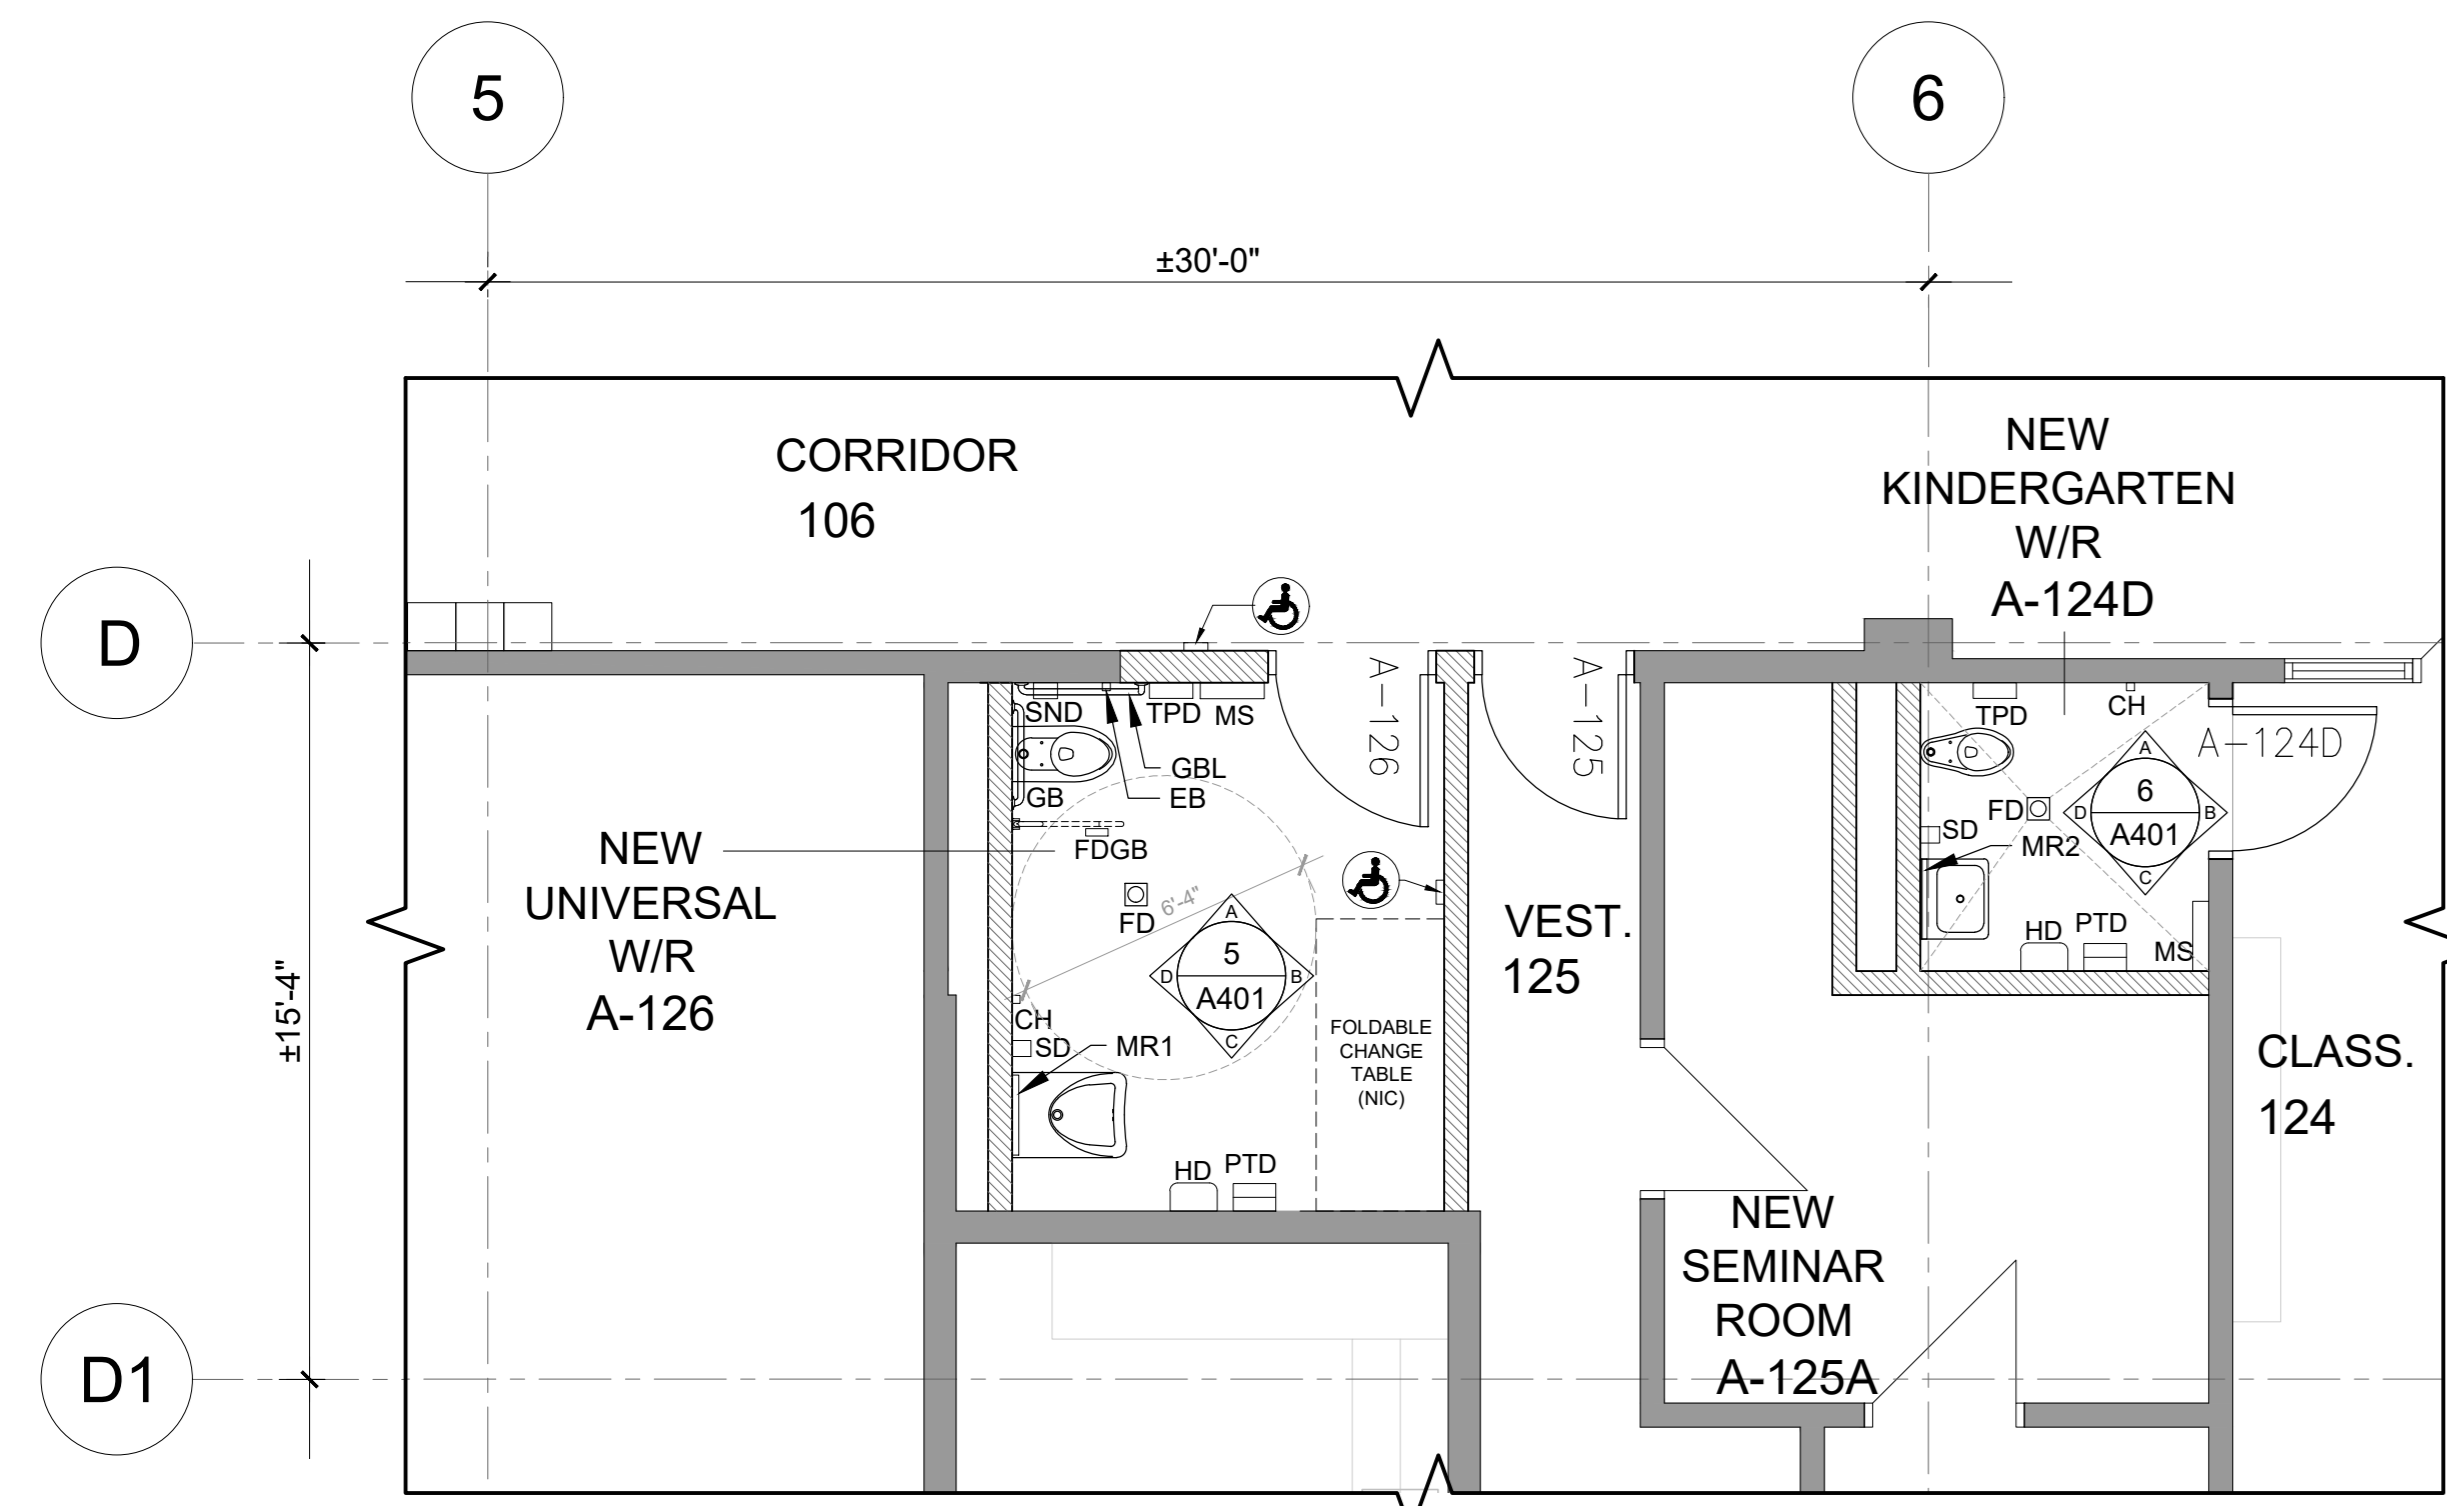 5
6
±30'-0"
CORRIDOR
106
NEW
KINDERGARTEN
W/R
A-124D
D
A-126
A-125
SND
TPD
MS
GBL
EB
GB
FDGB
FD
6'-4"
NEW
UNIVERSAL
W/R
A-126
A
5
D
B
A401
C
CH
SD
MR1
HD
PTD
FOLDABLE
CHANGE
TABLE
(NIC)
VEST.
125
TPD
CH
A-124D
FD
SD
MR2
A
6
D
B
A401
C
HD
PTD
MS
CLASS.
124
±15'-4"
NEW
SEMINAR
ROOM
A-125A
D1